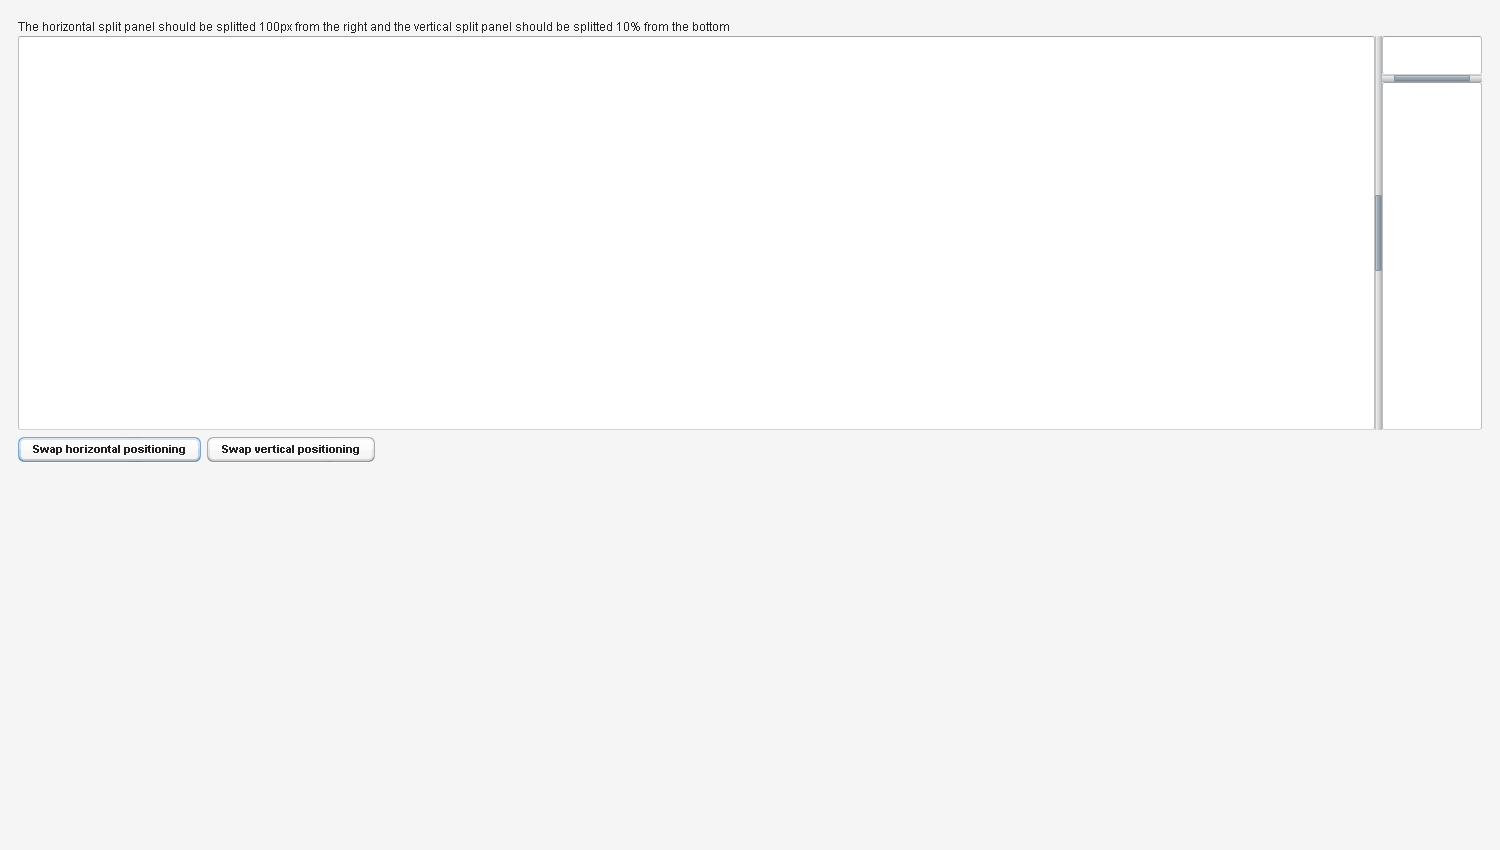 The horizontal split panel should be splitted 100px from the right and the vertical split panel should be splitted 10% from the bottom
Swap horizontal positioning
Swap vertical positioning